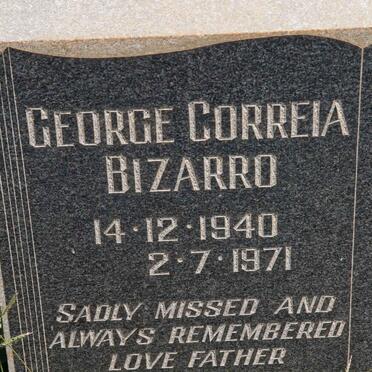 GEORGE CORREIA
BIZARRO
14·12·1940
2·7·1971
SADLY MISSED AND
ALWAYS REMEMBERED
LOVE FATHER